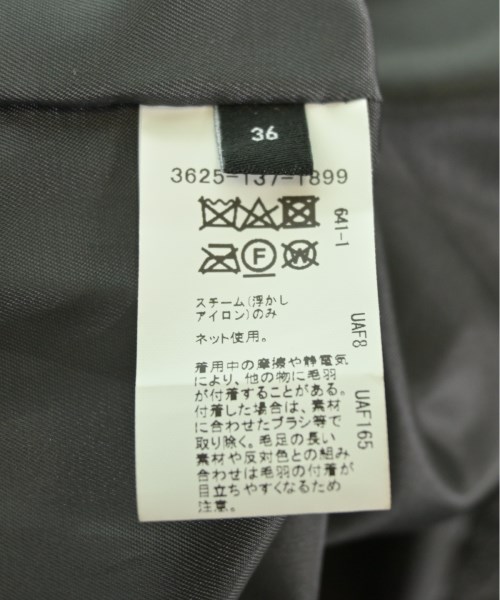 36
3625-137-1899
F
W
641-1
スチーム(浮かし
アイロン)のみ
ネット使用。
UAF8
UAF165
着用中の摩擦や静電気
により、他の物に毛羽
が付着することがある。
付着した場合は、素材
に合わせたブラシ等で
取り除く。毛足の長い
素材や反対色との組み
合わせは毛羽の付着が
目立ちやすくなるため
注意。